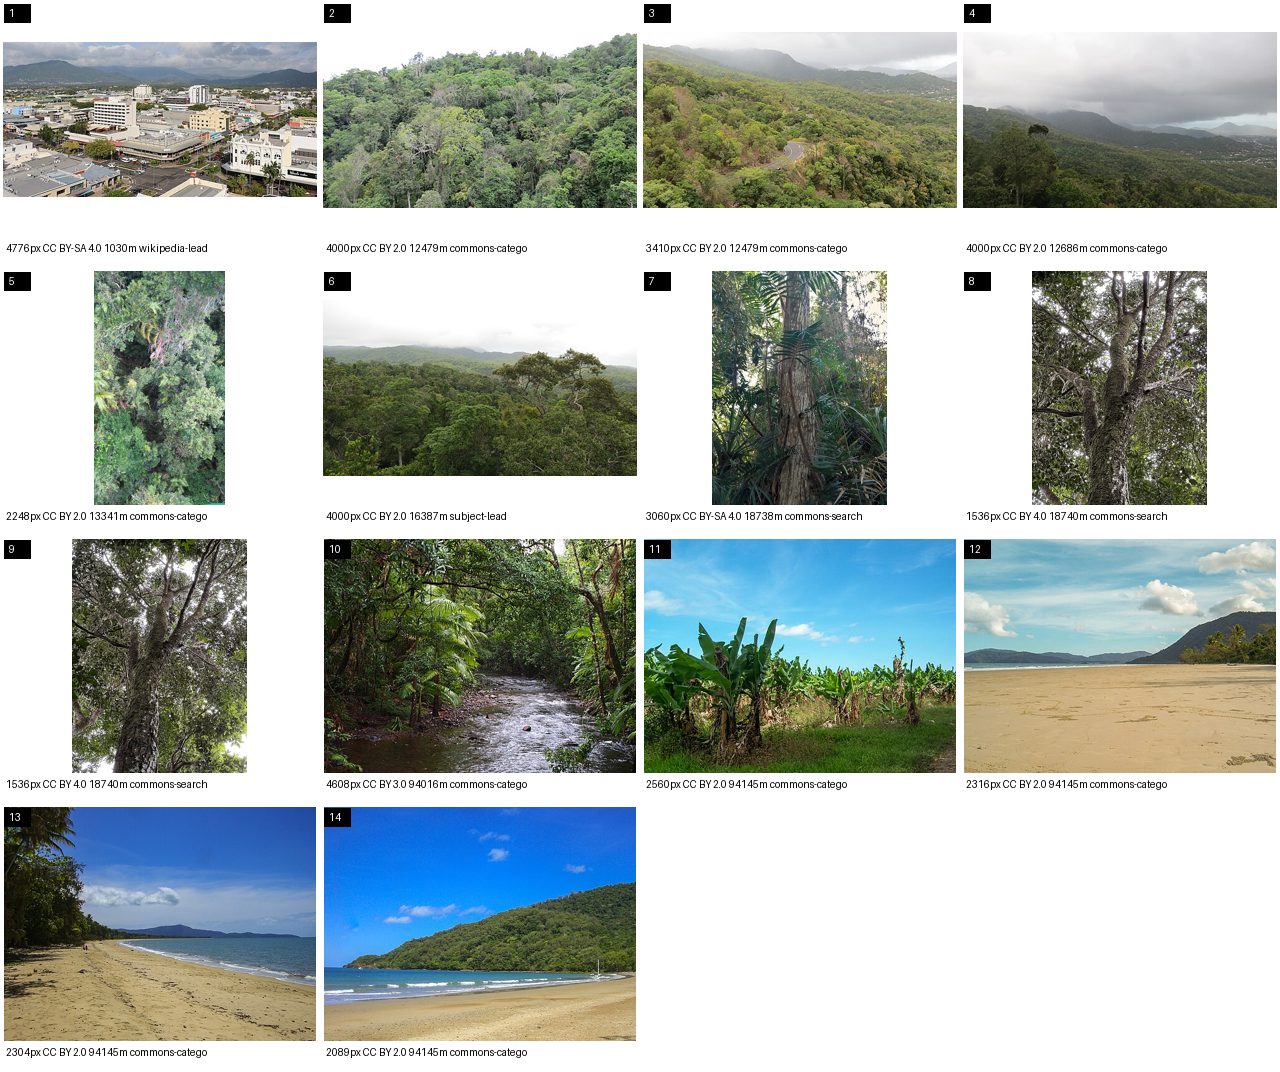 1
2
3
4
4776px CC BY-SA 4.0 1030m wikipedia-lead
4000px CC BY 2.0 12479m commons-catego
3410px CC BY 2.0 12479m commons-catego
4000px CC BY 2.0 12686m commons-catego
5
6
7
8
2248px CC BY 2.0 13341m commons-catego
4000px CC BY 2.0 16387m subject-lead
3060px CC BY-SA 4.0 18738m commons-search
1536px CC BY 4.0 18740m commons-search
9
10
11
12
1536px CC BY 4.0 18740m commons-search
4608px CC BY 3.0 94016m commons-catego
2560px CC BY 2.0 94145m commons-catego
2316px CC BY 2.0 94145m commons-catego
13
14
2304px CC BY 2.0 94145m commons-catego
2089px CC BY 2.0 94145m commons-catego